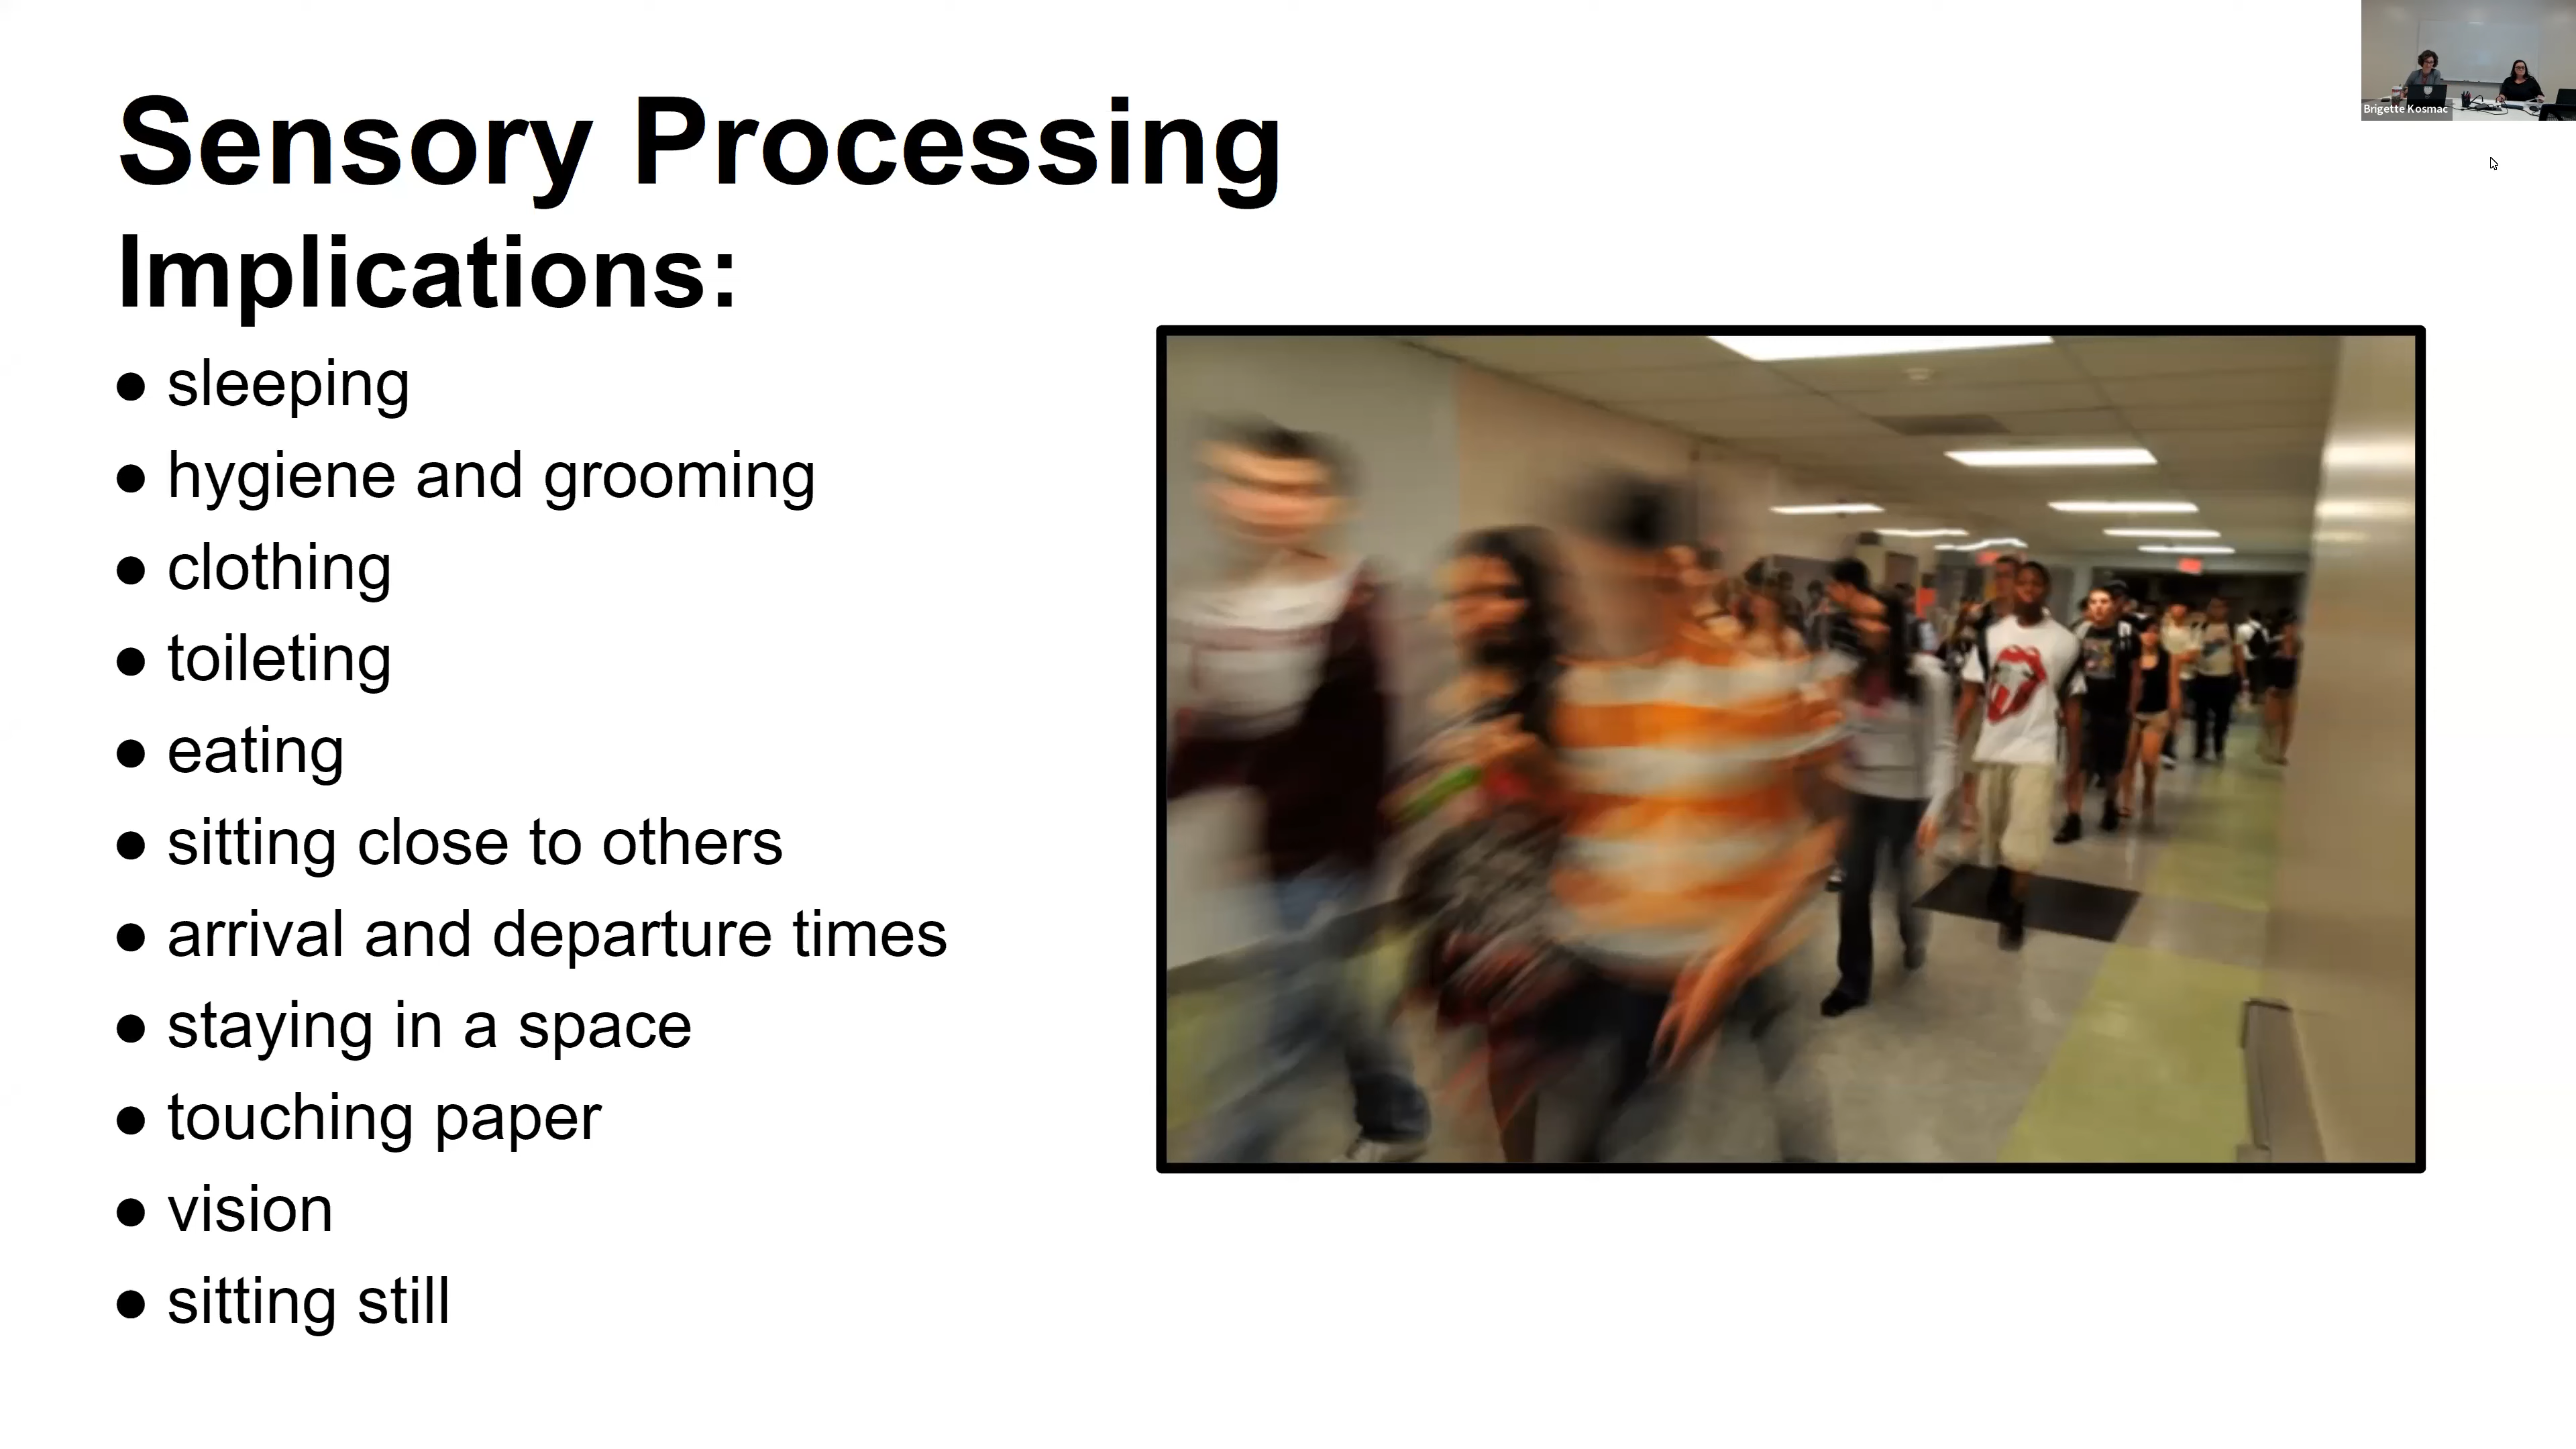 Sensory Processing
Implications:
● sleeping
● hygiene and grooming
● clothing
● toileting
● eating
● sitting close to others
● arrival and departure times
● staying in a space
● touching paper
● vision
● sitting still
Brigette Kosmac